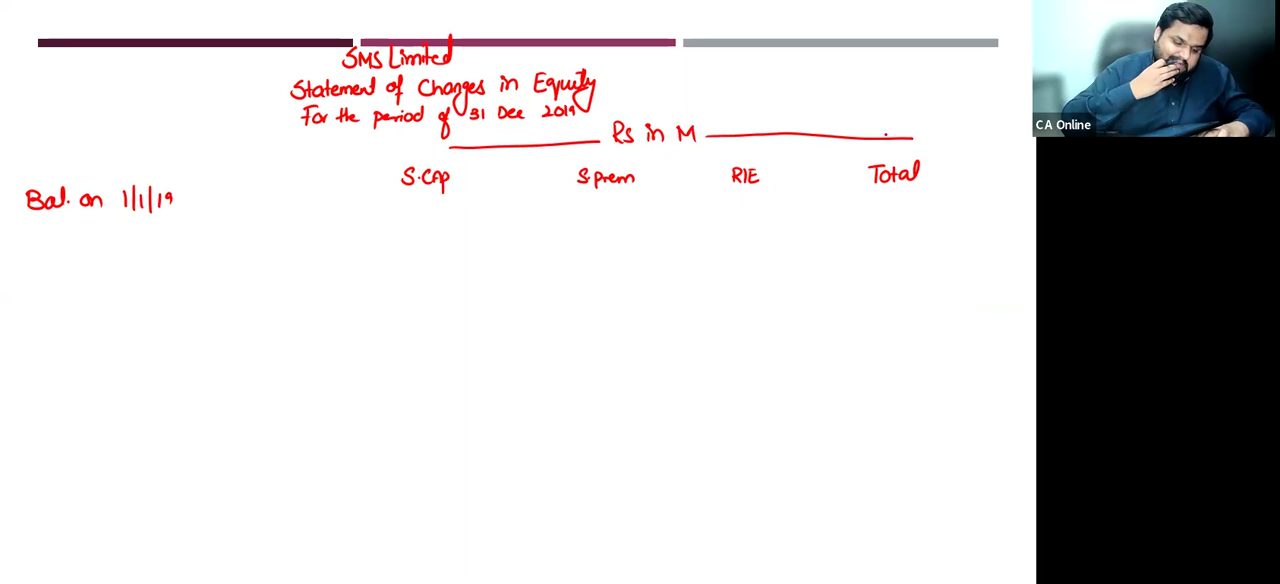 SMS Limited
Statement of Changes in Equity
For the period of 31 Dec 2019
Rs in M
S.CAP S.prem R/E Total
Bal. on 1/1/19
CA Online